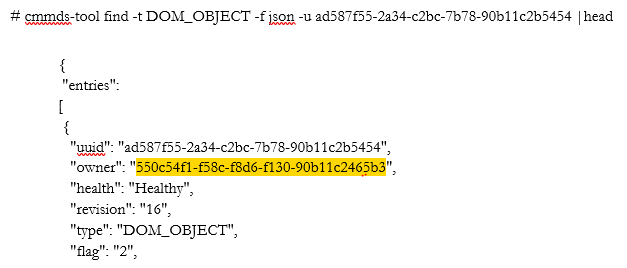 # cmmds-tool find -t DOM_OBJECT -f json -u ad587f55-2a34-c2bc-7b78-90b11c2b5454 |head
{
"entries":
[
{
"uuid": "ad587f55-2a34-c2bc-7b78-90b11c2b5454",
"owner": "550c54f1-f58c-f8d6-f130-90b11c2465b3",
"health": "Healthy",
"revision": "16",
"type": "DOM_OBJECT",
"flag": "2",